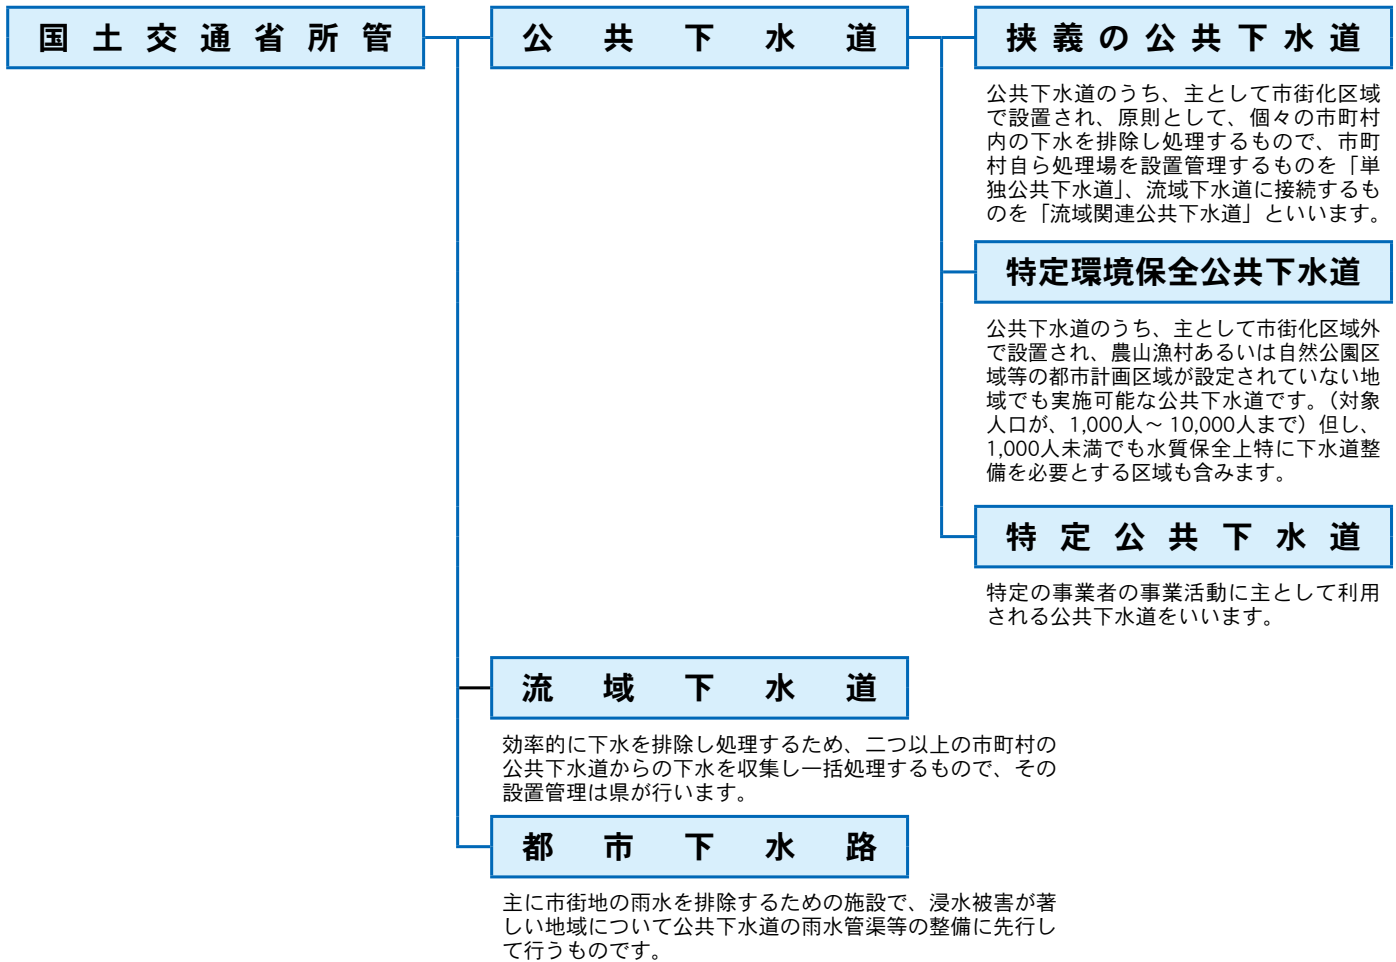 国土交通省所管
公共下水道
狭義の公共下水道
公共下水道のうち、主として市街化区域
で設置され、原則として、個々の市町村
内の下水を排除し処理するもので、市町
村自ら処理場を設置管理するものを「単
独公共下水道」、流域下水道に接続するも
のを「流域関連公共下水道」といいます。
特定環境保全公共下水道
公共下水道のうち、主として市街化区域外
で設置され、農山漁村あるいは自然公園区
域等の都市計画区域が設定されていない地
域でも実施可能な公共下水道です。（対象
人口が、1,000人～10,000人まで）但し、
1,000人未満でも水質保全上特に下水道整
備を必要とする区域も含みます。
特定公共下水道
特定の事業者の事業活動に主として利用
される公共下水道をいいます。
流域下水道
効率的に下水を排除し処理するため、二つ以上の市町村の
公共下水道からの下水を収集し一括処理するもので、その
設置管理は県が行います。
都市下水路
主に市街地の雨水を排除するための施設で、浸水被害が著
しい地域について公共下水道の雨水管渠等の整備に先行し
て行うものです。